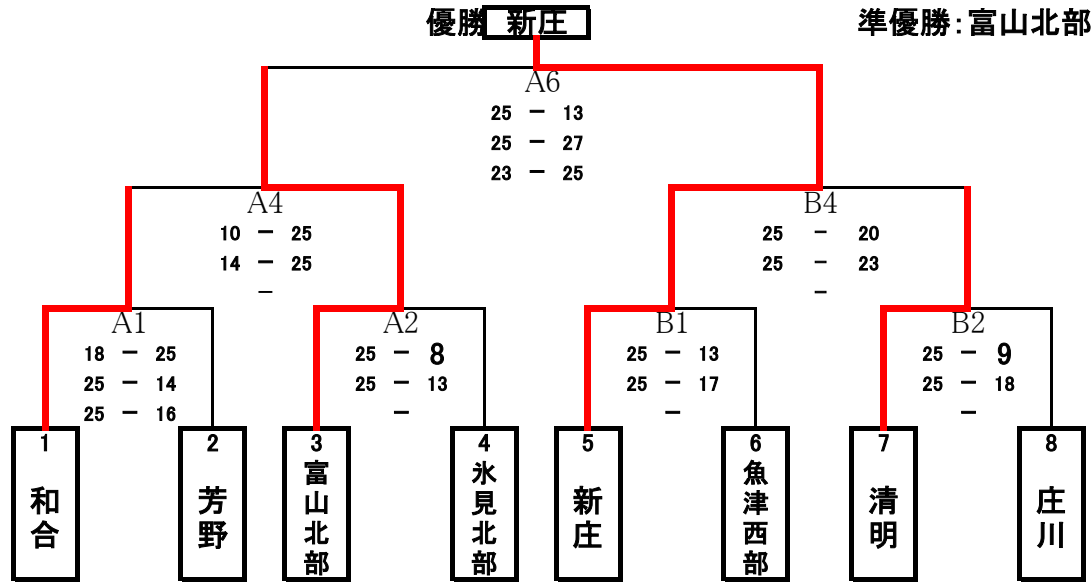 優勝 新庄 準優勝:富山北部
A6
25 − 13
25 − 27
23 − 25
A4 B4
10 − 25 25 − 20
14 − 25 25 − 23
− −
A1 A2 B1 B2
18 − 25 25 − 8 25 − 13 25 − 9
25 − 14 25 − 13 25 − 17 25 − 18
25 − 16 − − −
1 2 3 4 5 6 7 8
和合 芳野 富山北部 氷見北部 新庄 魚津西部 清明 庄川